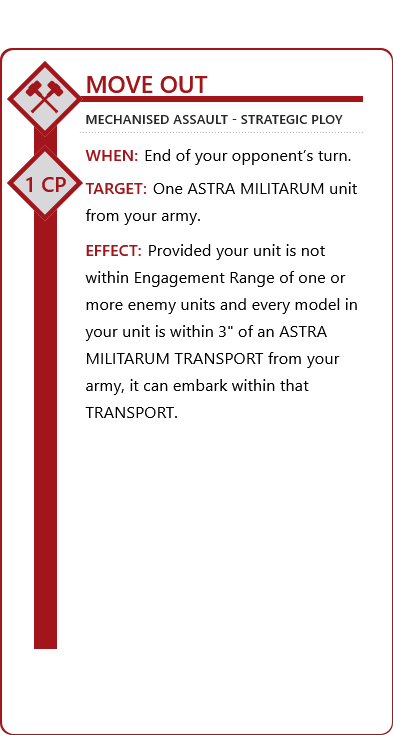 MOVE OUT
MECHANISED ASSAULT - STRATEGIC PLOY
WHEN: End of your opponent’s turn.
1 CP
TARGET: One ASTRA MILITARUM unit
from your army.
EFFECT: Provided your unit is not
within Engagement Range of one or
more enemy units and every model in
your unit is within 3" of an ASTRA
MILITARUM TRANSPORT from your
army, it can embark within that
TRANSPORT.